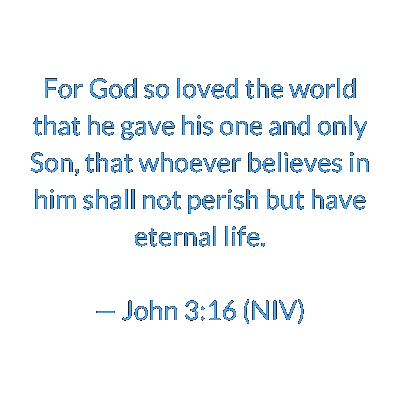 For God so loved the world
that he gave his one and only
Son, that whoever believes in
him shall not perish but have
eternal life.
— John 3:16 (NIV)